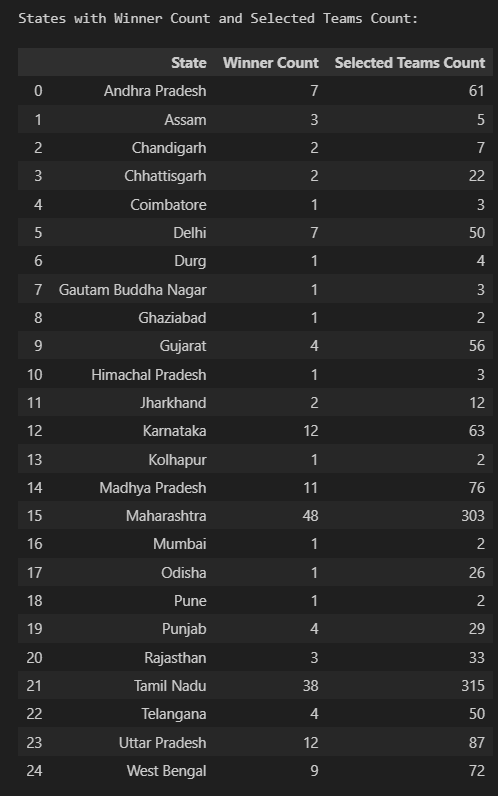 States with Winner Count and Selected Teams Count:
State Winner Count Selected Teams Count
0 Andhra Pradesh 7 61
1 Assam 3 5
2 Chandigarh 2 7
3 Chhattisgarh 2 22
4 Coimbatore 1 3
5 Delhi 7 50
6 Durg 1 4
7 Gautam Buddha Nagar 1 3
8 Ghaziabad 1 2
9 Gujarat 4 56
10 Himachal Pradesh 1 3
11 Jharkhand 2 12
12 Karnataka 12 63
13 Kolhapur 1 2
14 Madhya Pradesh 11 76
15 Maharashtra 48 303
16 Mumbai 1 2
17 Odisha 1 26
18 Pune 1 2
19 Punjab 4 29
20 Rajasthan 3 33
21 Tamil Nadu 38 315
22 Telangana 4 50
23 Uttar Pradesh 12 87
24 West Bengal 9 72